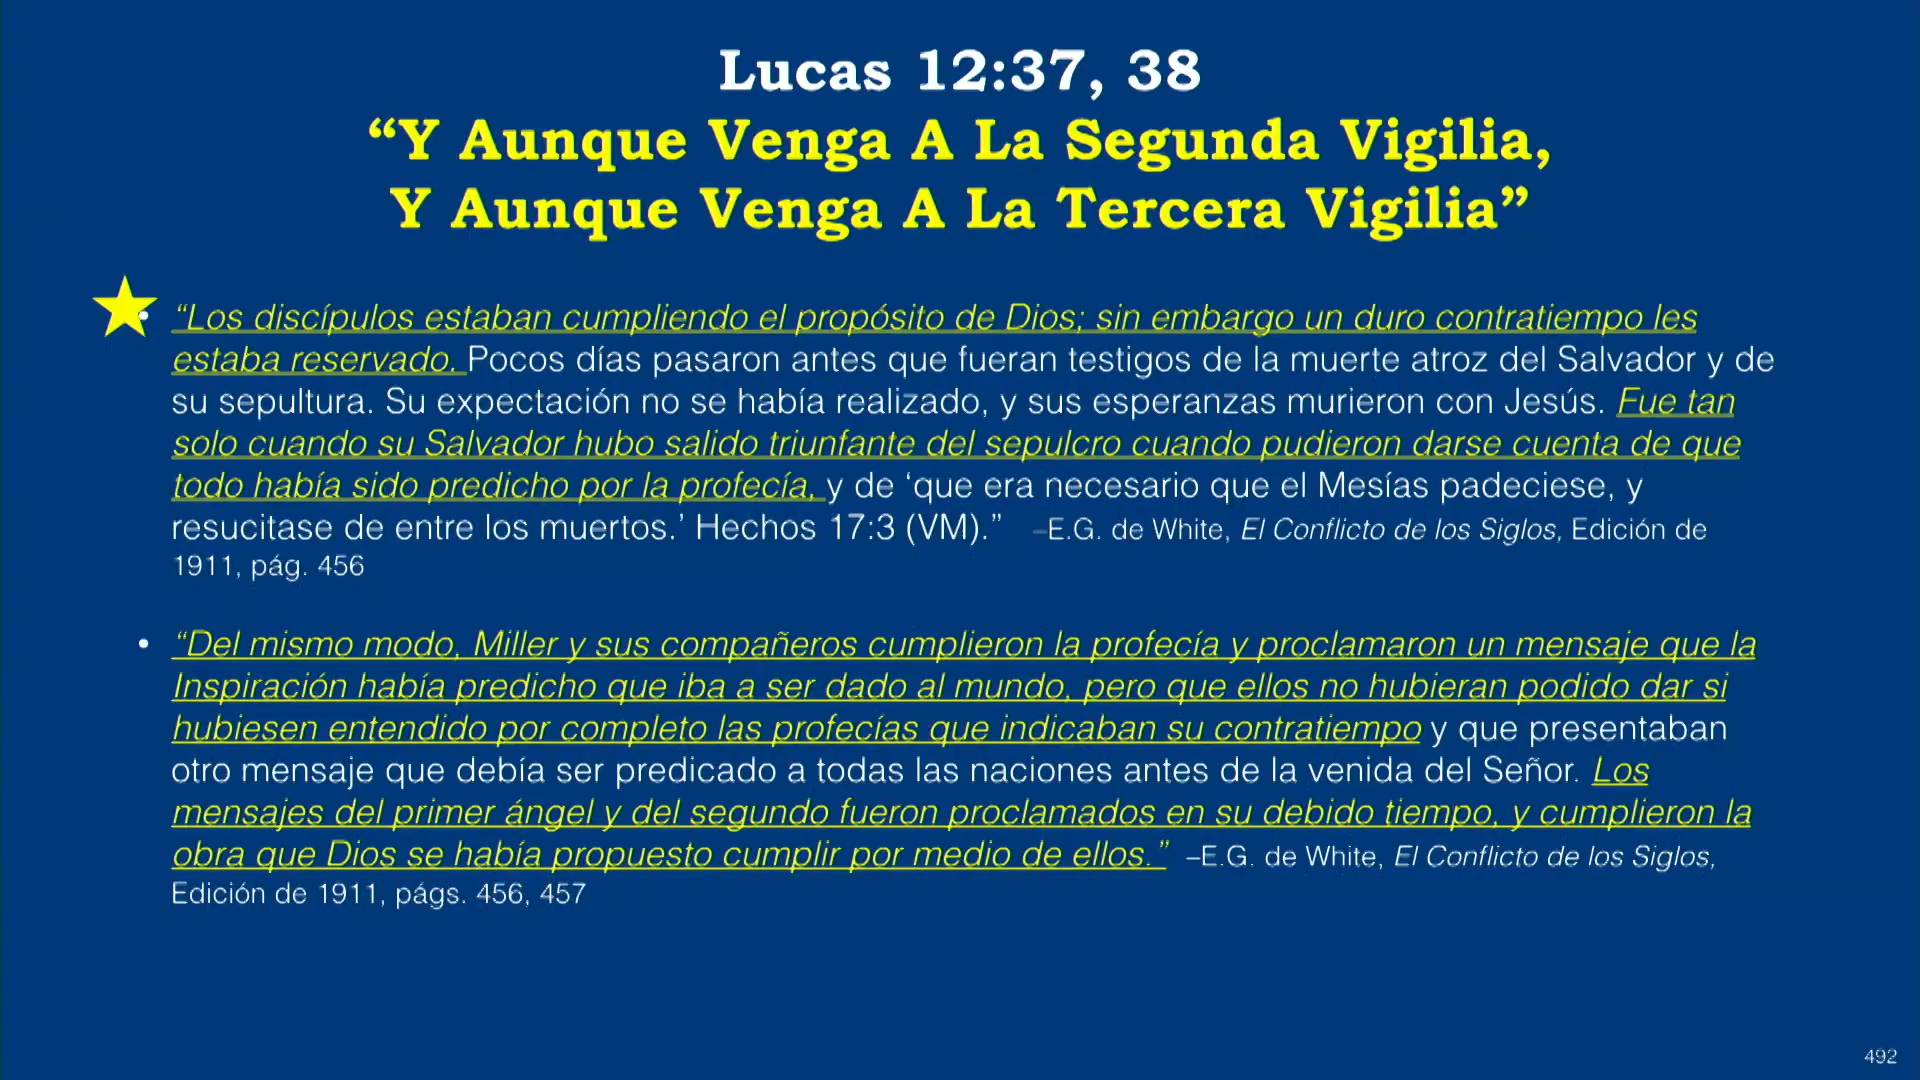 Lucas 12:37, 38
“Y Aunque Venga A La Segunda Vigilia,
Y Aunque Venga A La Tercera Vigilia”
• “Los discípulos estaban cumpliendo el propósito de Dios; sin embargo un duro contratiempo les
estaba reservado. Pocos días pasaron antes que fueran testigos de la muerte atroz del Salvador y de
su sepultura. Su expectación no se había realizado, y sus esperanzas murieron con Jesús. Fue tan
solo cuando su Salvador hubo salido triunfante del sepulcro cuando pudieron darse cuenta de que
todo había sido predicho por la profecía, y de ‘que era necesario que el Mesías padeciese, y
resucitase de entre los muertos.’ Hechos 17:3 (VM).” –E.G. de White, El Conflicto de los Siglos, Edición de
1911, pág. 456
• “Del mismo modo, Miller y sus compañeros cumplieron la profecía y proclamaron un mensaje que la
Inspiración había predicho que iba a ser dado al mundo, pero que ellos no hubieran podido dar si
hubiesen entendido por completo las profecías que indicaban su contratiempo y que presentaban
otro mensaje que debía ser predicado a todas las naciones antes de la venida del Señor. Los
mensajes del primer ángel y del segundo fueron proclamados en su debido tiempo, y cumplieron la
obra que Dios se había propuesto cumplir por medio de ellos.” –E.G. de White, El Conflicto de los Siglos,
Edición de 1911, págs. 456, 457
492